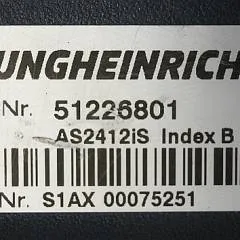 UNGHEINRICH
Nr. 51226801
AS2412iS Index B
Nr. S1AX 00075251